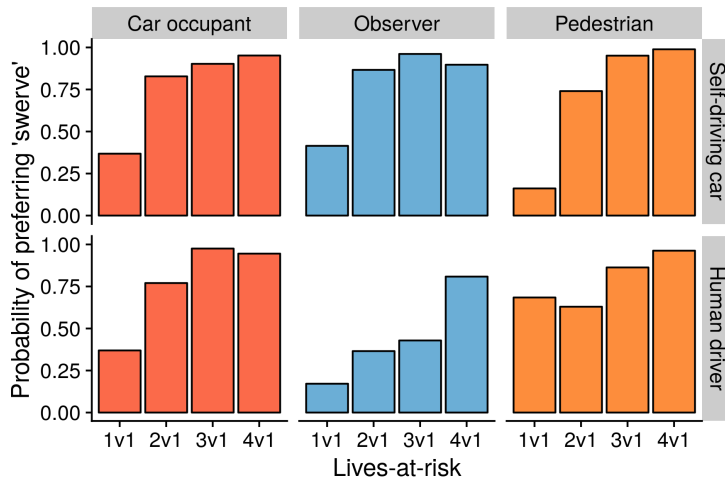 Car occupant Observer Pedestrian
Probability of preferring 'swerve'
1.00
0.75
0.50
0.25
0.00
Self-driving car
1.00
0.75
0.50
0.25
0.00
Human driver
1v1 2v1 3v1 4v1 1v1 2v1 3v1 4v1 1v1 2v1 3v1 4v1
Lives-at-risk